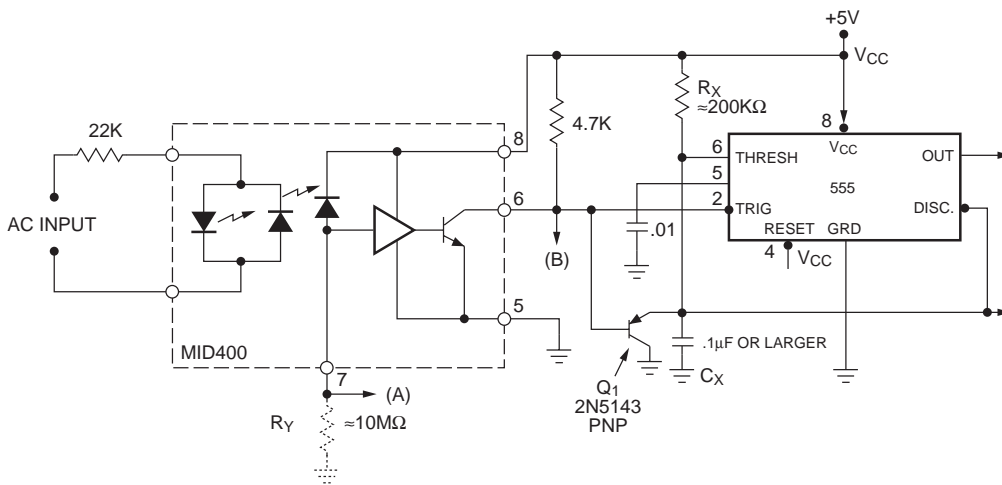 +5V
VCC
RX
≈200KΩ
22K
4.7K
8
8
6
THRESH
VCC
OUT
5
555
AC INPUT
6
2
TRIG
DISC.
.01
RESET
GRD
(B)
4
VCC
5
MID400
.1µF OR LARGER
7
(A)
CX
Q1
2N5143
PNP
RY
≈10MΩ